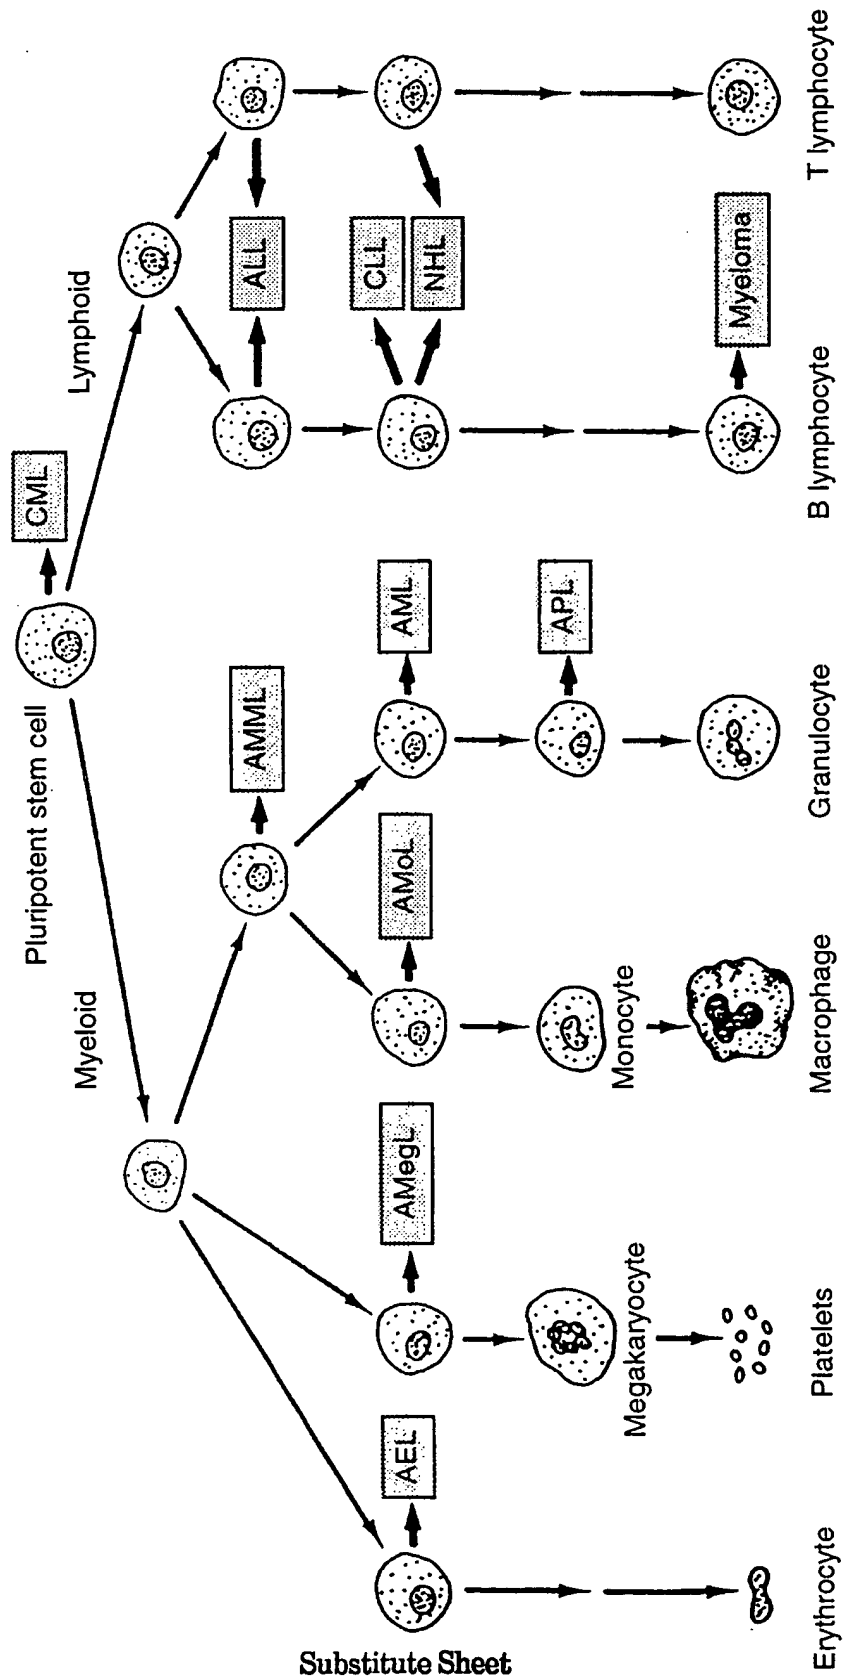 Pluripotent stem cell
CML
Myeloid
Lymphoid
AMML
ALL
AEL
AMegL
AMoL
AML
CLL
NHL
APL
Megakaryocyte
Monocyte
Myeloma
Erythrocyte
Platelets
Macrophage
Granulocyte
B lymphocyte
T lymphocyte
Substitute Sheet